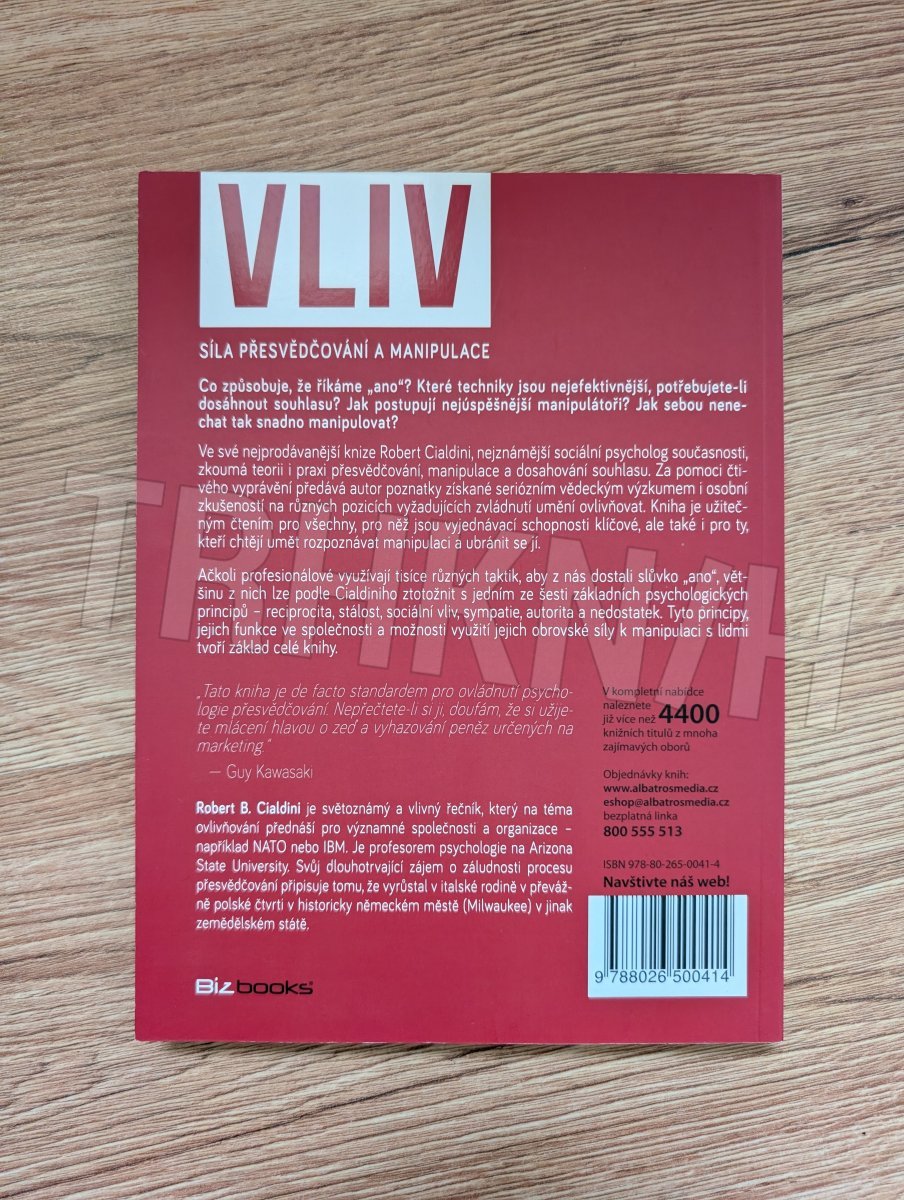 VLIV
SÍLA PŘESVĚDČOVÁNÍ A MANIPULACE
Co způsobuje, že říkáme „ano“? Které techniky jsou nejefektivnější, potřebujete-li
dosáhnout souhlasu? Jak postupují nejúspěšnější manipulátoři? Jak sebou nene-
chat tak snadno manipulovat?
Ve své nejprodávanější knize Robert Cialdini, nejznámější sociální psycholog současnosti,
zkoumá teorii i praxi přesvědčování, manipulace a dosahování souhlasu. Za pomoci čti-
vého vyprávění předává autor poznatky získané seriózním vědeckým výzkumem i osobní
zkušeností na různých pozicích vyžadujících zvládnutí umění ovlivňovat. Kniha je užiteč-
ným čtením pro všechny, pro něž jsou vyjednávací schopnosti klíčové, ale také i pro ty,
kteří chtějí umět rozpoznávat manipulaci a ubránit se jí.
Ačkoli profesionálové využívají tisíce různých taktik, aby z nás dostali slůvko „ano“, vět-
šinu z nich lze podle Cialdiniho ztotožnit s jedním ze šesti základních psychologických
principů – reciprocita, stálost, sociální vliv, sympatie, autorita a nedostatek. Tyto principy,
jejich funkce ve společnosti a možnosti využití jejich obrovské síly k manipulaci s lidmi
tvoří základ celé knihy.
„Tato kniha je de facto standardem pro ovládnutí psycho-
logie přesvědčování. Nepřečtete-li si ji, doufám, že si užije-
te mlácení hlavou o zeď a vyhazování peněz určených na
marketing.“
— Guy Kawasaki
Robert B. Cialdini je světoznámý a vlivný řečník, který na téma
ovlivňování přednáší pro významné společnosti a organizace –
například NATO nebo IBM. Je profesorem psychologie na Arizona
State University. Svůj dlouhotrvající zájem o záludnosti procesu
přesvědčování připisuje tomu, že vyrůstal v italské rodině v převáž-
ně polské čtvrti v historicky německém městě (Milwaukee) v jinak
zemědělském státě.
Bizbooks
V kompletní nabídce
naleznete
již více než 4400
knižních titulů z mnoha
zajímavých oborů
Objednávky knih:
www.albatrosmedia.cz
eshop@albatrosmedia.cz
bezplatná linka
800 555 513
ISBN 978-80-265-0041-4
Navštivte náš web!
9 788026 500414
TRHKNIH